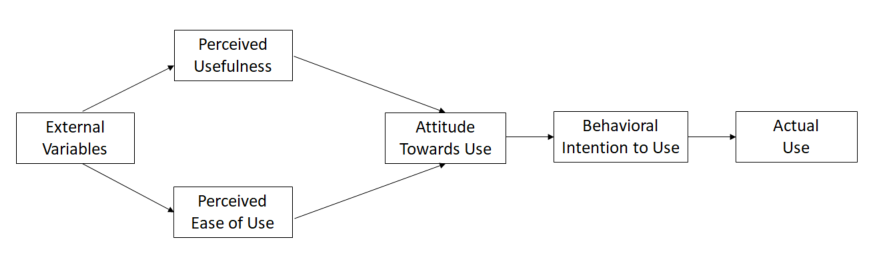 Perceived
Usefulness
External
Variables
Attitude
Towards Use
Behavioral
Intention to Use
Actual
Use
Perceived
Ease of Use